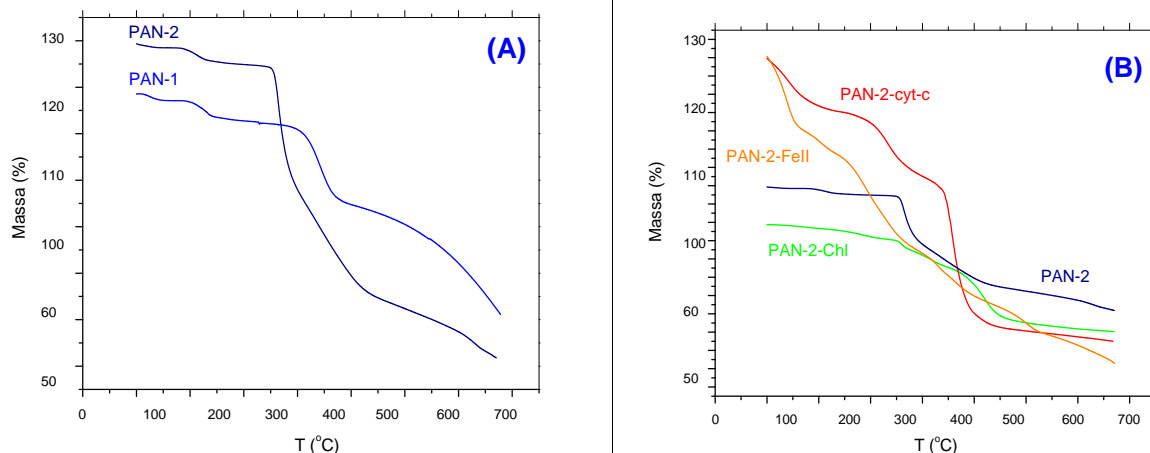 (A)
PAN-2
PAN-1
Massa (%)
130
120
110
100
60
50
0 100 200 300 400 500 600 700
T (°C)
(B)
PAN-2-cyt-c
PAN-2-FeII
PAN-2-Chl
PAN-2
Massa (%)
130
120
110
100
60
50
0 100 200 300 400 500 600 700
T (°C)